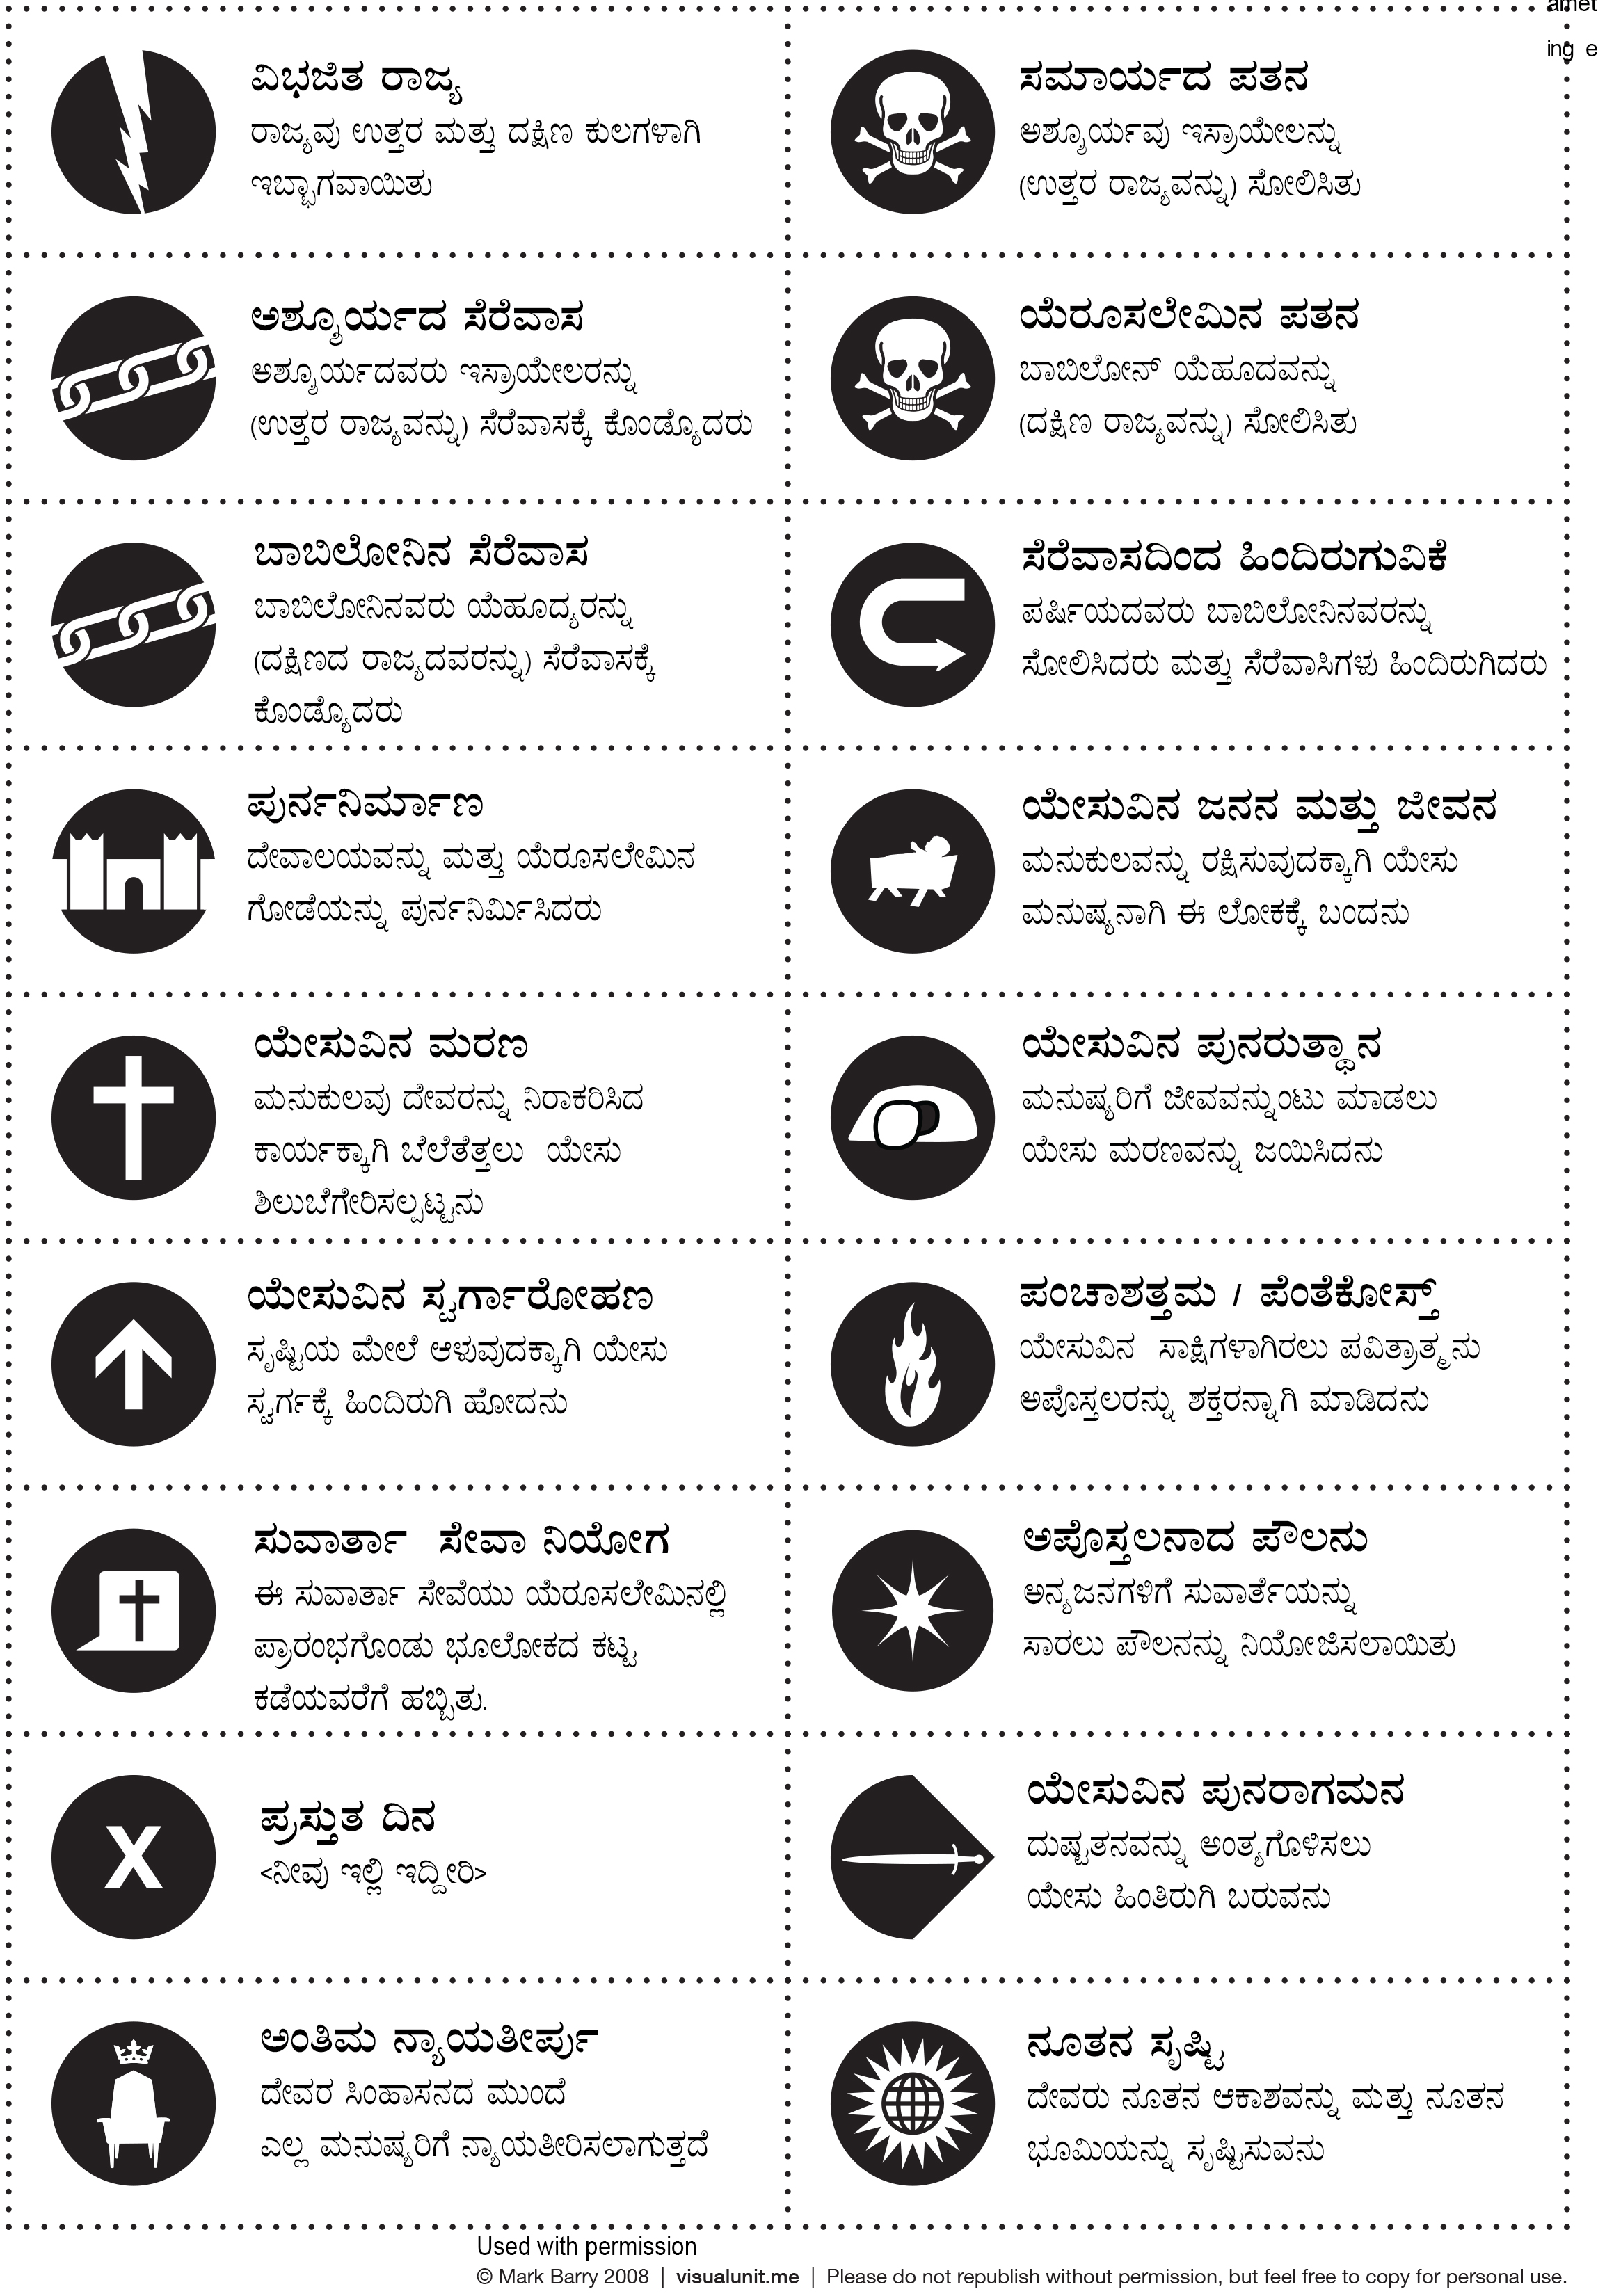 amet
ing e
ವಿಭಜಿತ ರಾಜ್ಯ
ರಾಜ್ಯವು ಉತ್ತರ ಮತ್ತು ದಕ್ಷಿಣ ಕುಲಗಳಾಗಿ
ಇಬ್ಭಾಗವಾಯಿತು
ಸಮಾರ್ಯದ ಪತನ
ಅಶ್ಶೂರ್ಯವು ಇಸ್ರಾಯೇಲನ್ನು
(ಉತ್ತರ ರಾಜ್ಯವನ್ನು) ಸೋಲಿಸಿತು
ಅಶ್ಶೂರ್ಯದ ಸೆರೆವಾಸ
ಅಶ್ಶೂರ್ಯದವರು ಇಸ್ರಾಯೇಲರನ್ನು
(ಉತ್ತರ ರಾಜ್ಯವನ್ನು) ಸೆರೆವಾಸಕ್ಕೆ ಕೊಂಡ್ಯೊದರು
ಯೆರೂಸಲೇಮಿನ ಪತನ
ಬಾಬಿಲೋನ್ ಯೆಹೂದವನ್ನು
(ದಕ್ಷಿಣ ರಾಜ್ಯವನ್ನು) ಸೋಲಿಸಿತು
ಬಾಬಿಲೋನಿನ ಸೆರೆವಾಸ
ಬಾಬಿಲೋನಿನವರು ಯೆಹೂದ್ಯರನ್ನು
(ದಕ್ಷಿಣದ ರಾಜ್ಯದವರನ್ನು) ಸೆರೆವಾಸಕ್ಕೆ
ಕೊಂಡ್ಯೊದರು
ಸೆರೆವಾಸದಿಂದ ಹಿಂದಿರುಗುವಿಕೆ
ಪರ್ಷಿಯದವರು ಬಾಬಿಲೋನಿನವರನ್ನು
ಸೋಲಿಸಿದರು ಮತ್ತು ಸೆರೆವಾಸಿಗಳು ಹಿಂದಿರುಗಿದರು
ಪುರ್ನನಿರ್ಮಾಣ
ದೇವಾಲಯವನ್ನು ಮತ್ತು ಯೆರೂಸಲೇಮಿನ
ಗೋಡೆಯನ್ನು ಪುರ್ನನಿರ್ಮಿಸಿದರು
ಯೇಸುವಿನ ಜನನ ಮತ್ತು ಜೀವನ
ಮನುಕುಲವನ್ನು ರಕ್ಷಿಸುವುದಕ್ಕಾಗಿ ಯೇಸು
ಮನುಷ್ಯನಾಗಿ ಈ ಲೋಕಕ್ಕೆ ಬಂದನು
ಯೇಸುವಿನ ಮರಣ
ಮನುಕುಲವು ದೇವರನ್ನು ನಿರಾಕರಿಸಿದ
ಕಾರ್ಯಕ್ಕಾಗಿ ಬೆಲೆತೆತ್ತಲು ಯೇಸು
ಶಿಲುಬೆಗೇರಿಸಲ್ಪಟ್ಟನು
ಯೇಸುವಿನ ಪುನರುತ್ಥಾನ
ಮನುಷ್ಯರಿಗೆ ಜೀವವನ್ನುಂಟು ಮಾಡಲು
ಯೇಸು ಮರಣವನ್ನು ಜಯಿಸಿದನು
ಯೇಸುವಿನ ಸ್ವರ್ಗಾರೋಹಣ
ಸೃಷ್ಟಿಯ ಮೇಲೆ ಆಳುವುದಕ್ಕಾಗಿ ಯೇಸು
ಸ್ವರ್ಗಕ್ಕೆ ಹಿಂದಿರುಗಿ ಹೋದನು
ಪಂಚಾಶತ್ತಮ / ಪೆಂತೆಕೋಸ್ತ್
ಯೇಸುವಿನ ಸಾಕ್ಷಿಗಳಾಗಿರಲು ಪವಿತ್ರಾತ್ಮನು
ಅಪೊಸ್ತಲರನ್ನು ಶಕ್ತರನ್ನಾಗಿ ಮಾಡಿದನು
ಸುವಾರ್ತಾ ಸೇವಾ ನಿಯೋಗ
ಈ ಸುವಾರ್ತಾ ಸೇವೆಯು ಯೆರೂಸಲೇಮಿನಲ್ಲಿ
ಪ್ರಾರಂಭಗೊಂಡು ಭೂಲೋಕದ ಕಟ್ಟ
ಕಡೆಯವರೆಗೆ ಹಬ್ಬಿತು.
ಅಪೊಸ್ತಲನಾದ ಪೌಲನು
ಅನ್ಯಜನಗಳಿಗೆ ಸುವಾರ್ತೆಯನ್ನು
ಸಾರಲು ಪೌಲನನ್ನು ನಿಯೋಜಿಸಲಾಯಿತು
X
ಪ್ರಸ್ತುತ ದಿನ
<ನೀವು ಇಲ್ಲಿ ಇದ್ದೀರಿ>
ಯೇಸುವಿನ ಪುನರಾಗಮನ
ದುಷ್ಟತನವನ್ನು ಅಂತ್ಯಗೊಳಿಸಲು
ಯೇಸು ಹಿಂತಿರುಗಿ ಬರುವನು
ಅಂತಿಮ ನ್ಯಾಯತೀರ್ಪು
ದೇವರ ಸಿಂಹಾಸನದ ಮುಂದೆ
ಎಲ್ಲ ಮನುಷ್ಯರಿಗೆ ನ್ಯಾಯತೀರಿಸಲಾಗುತ್ತದೆ
ನೂತನ ಸೃಷ್ಟಿ
ದೇವರು ನೂತನ ಆಕಾಶವನ್ನು ಮತ್ತು ನೂತನ
ಭೂಮಿಯನ್ನು ಸೃಷ್ಟಿಸುವನು
Used with permission
© Mark Barry 2008 | visualunit.me | Please do not republish without permission, but feel free to copy for personal use.